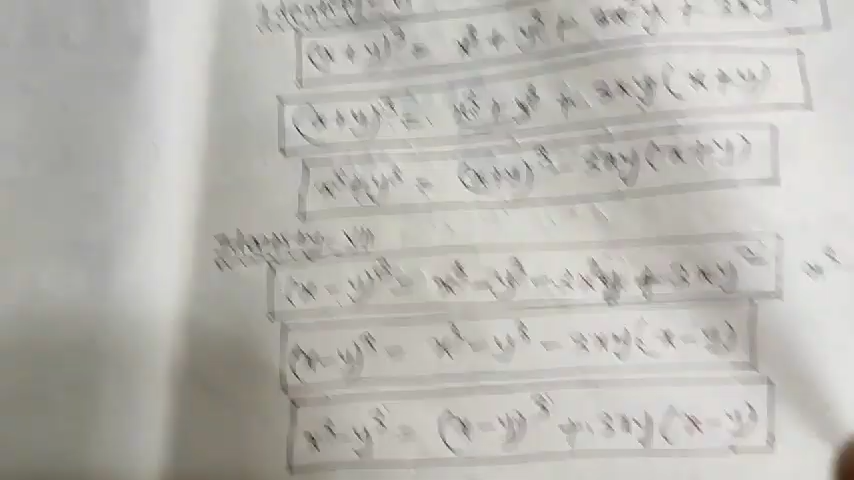 (x+y)³ = x³ + y³ + 3x²y + 3xy²
(x+y)³ = x³ + y³ + 3xy(x+y)
x³+y³ = (x+y)³ - 3xy(x+y)
(x-y)³ = x³ - y³ - 3x²y + 3xy²
(x-y)³ = x³ - y³ - 3xy(x-y)
x³-y³ = (x-y)³ + 3xy(x-y)